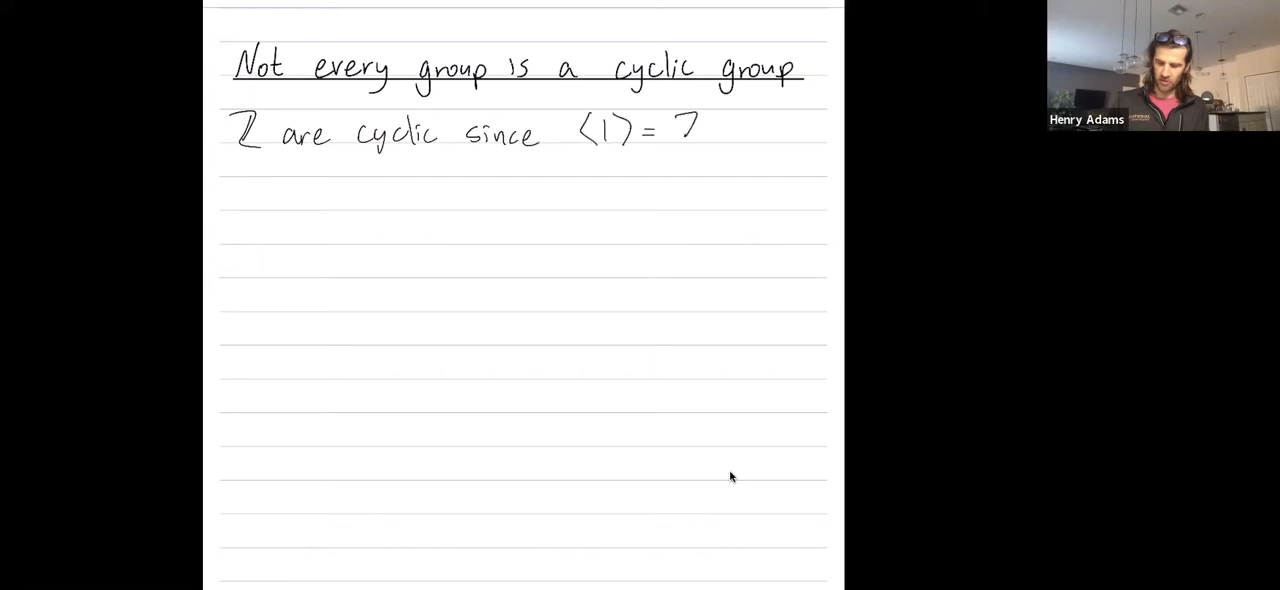 Not every group is a cyclic group
ℤ are cyclic since ⟨1⟩ =
Henry Adams